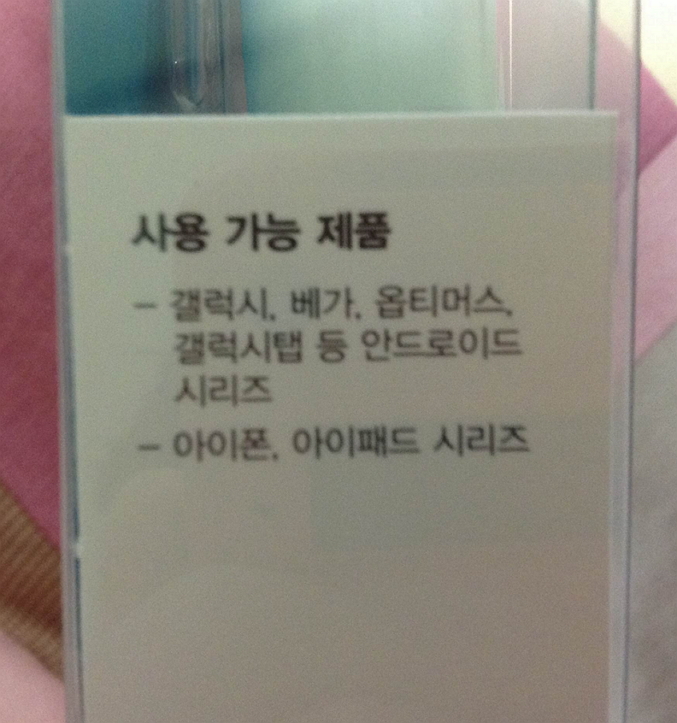 사용 가능 제품
– 갤럭시, 베가, 옵티머스,
갤럭시탭 등 안드로이드
시리즈
– 아이폰, 아이패드 시리즈